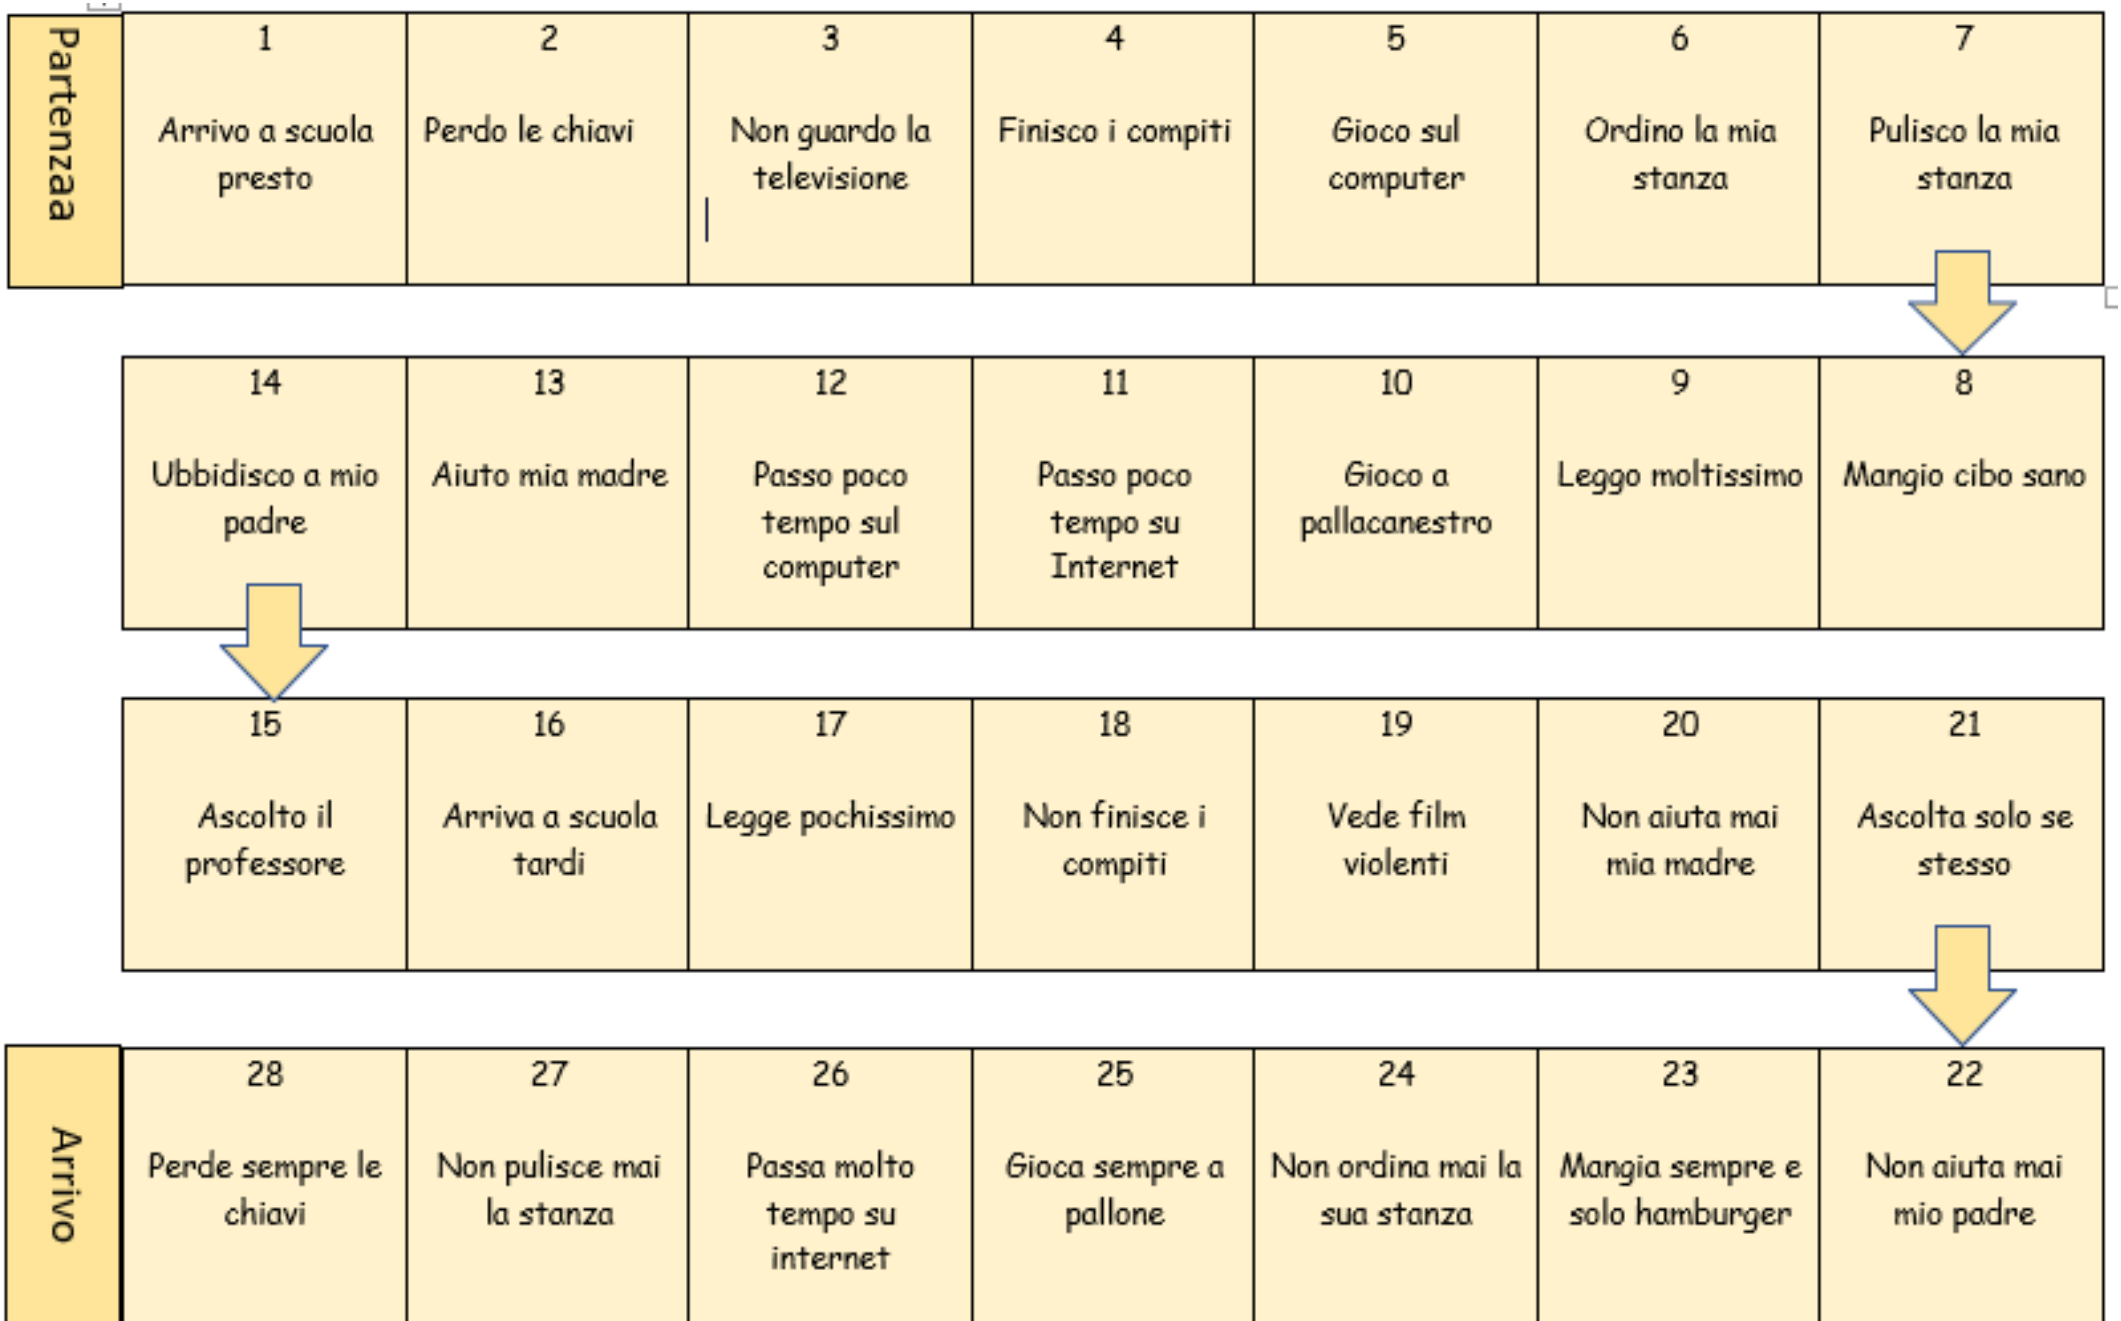 Partenzaa
1
Arrivo a scuola
presto
2
Perdo le chiavi
3
Non guardo la
televisione
4
Finisco i compiti
5
Gioco sul
computer
6
Ordino la mia
stanza
7
Pulisco la mia
stanza
14
Ubbidisco a mio
padre
13
Aiuto mia madre
12
Passo poco
tempo sul
computer
11
Passo poco
tempo su
Internet
10
Gioco a
pallacanestro
9
Leggo moltissimo
8
Mangio cibo sano
15
Ascolto il
professore
16
Arriva a scuola
tardi
17
Legge pochissimo
18
Non finisce i
compiti
19
Vede film
violenti
20
Non aiuta mai
mia madre
21
Ascolta solo se
stesso
Arrivo
28
Perde sempre le
chiavi
27
Non pulisce mai
la stanza
26
Passa molto
tempo su
internet
25
Gioca sempre a
pallone
24
Non ordina mai la
sua stanza
23
Mangia sempre e
solo hamburger
22
Non aiuta mai
mio padre